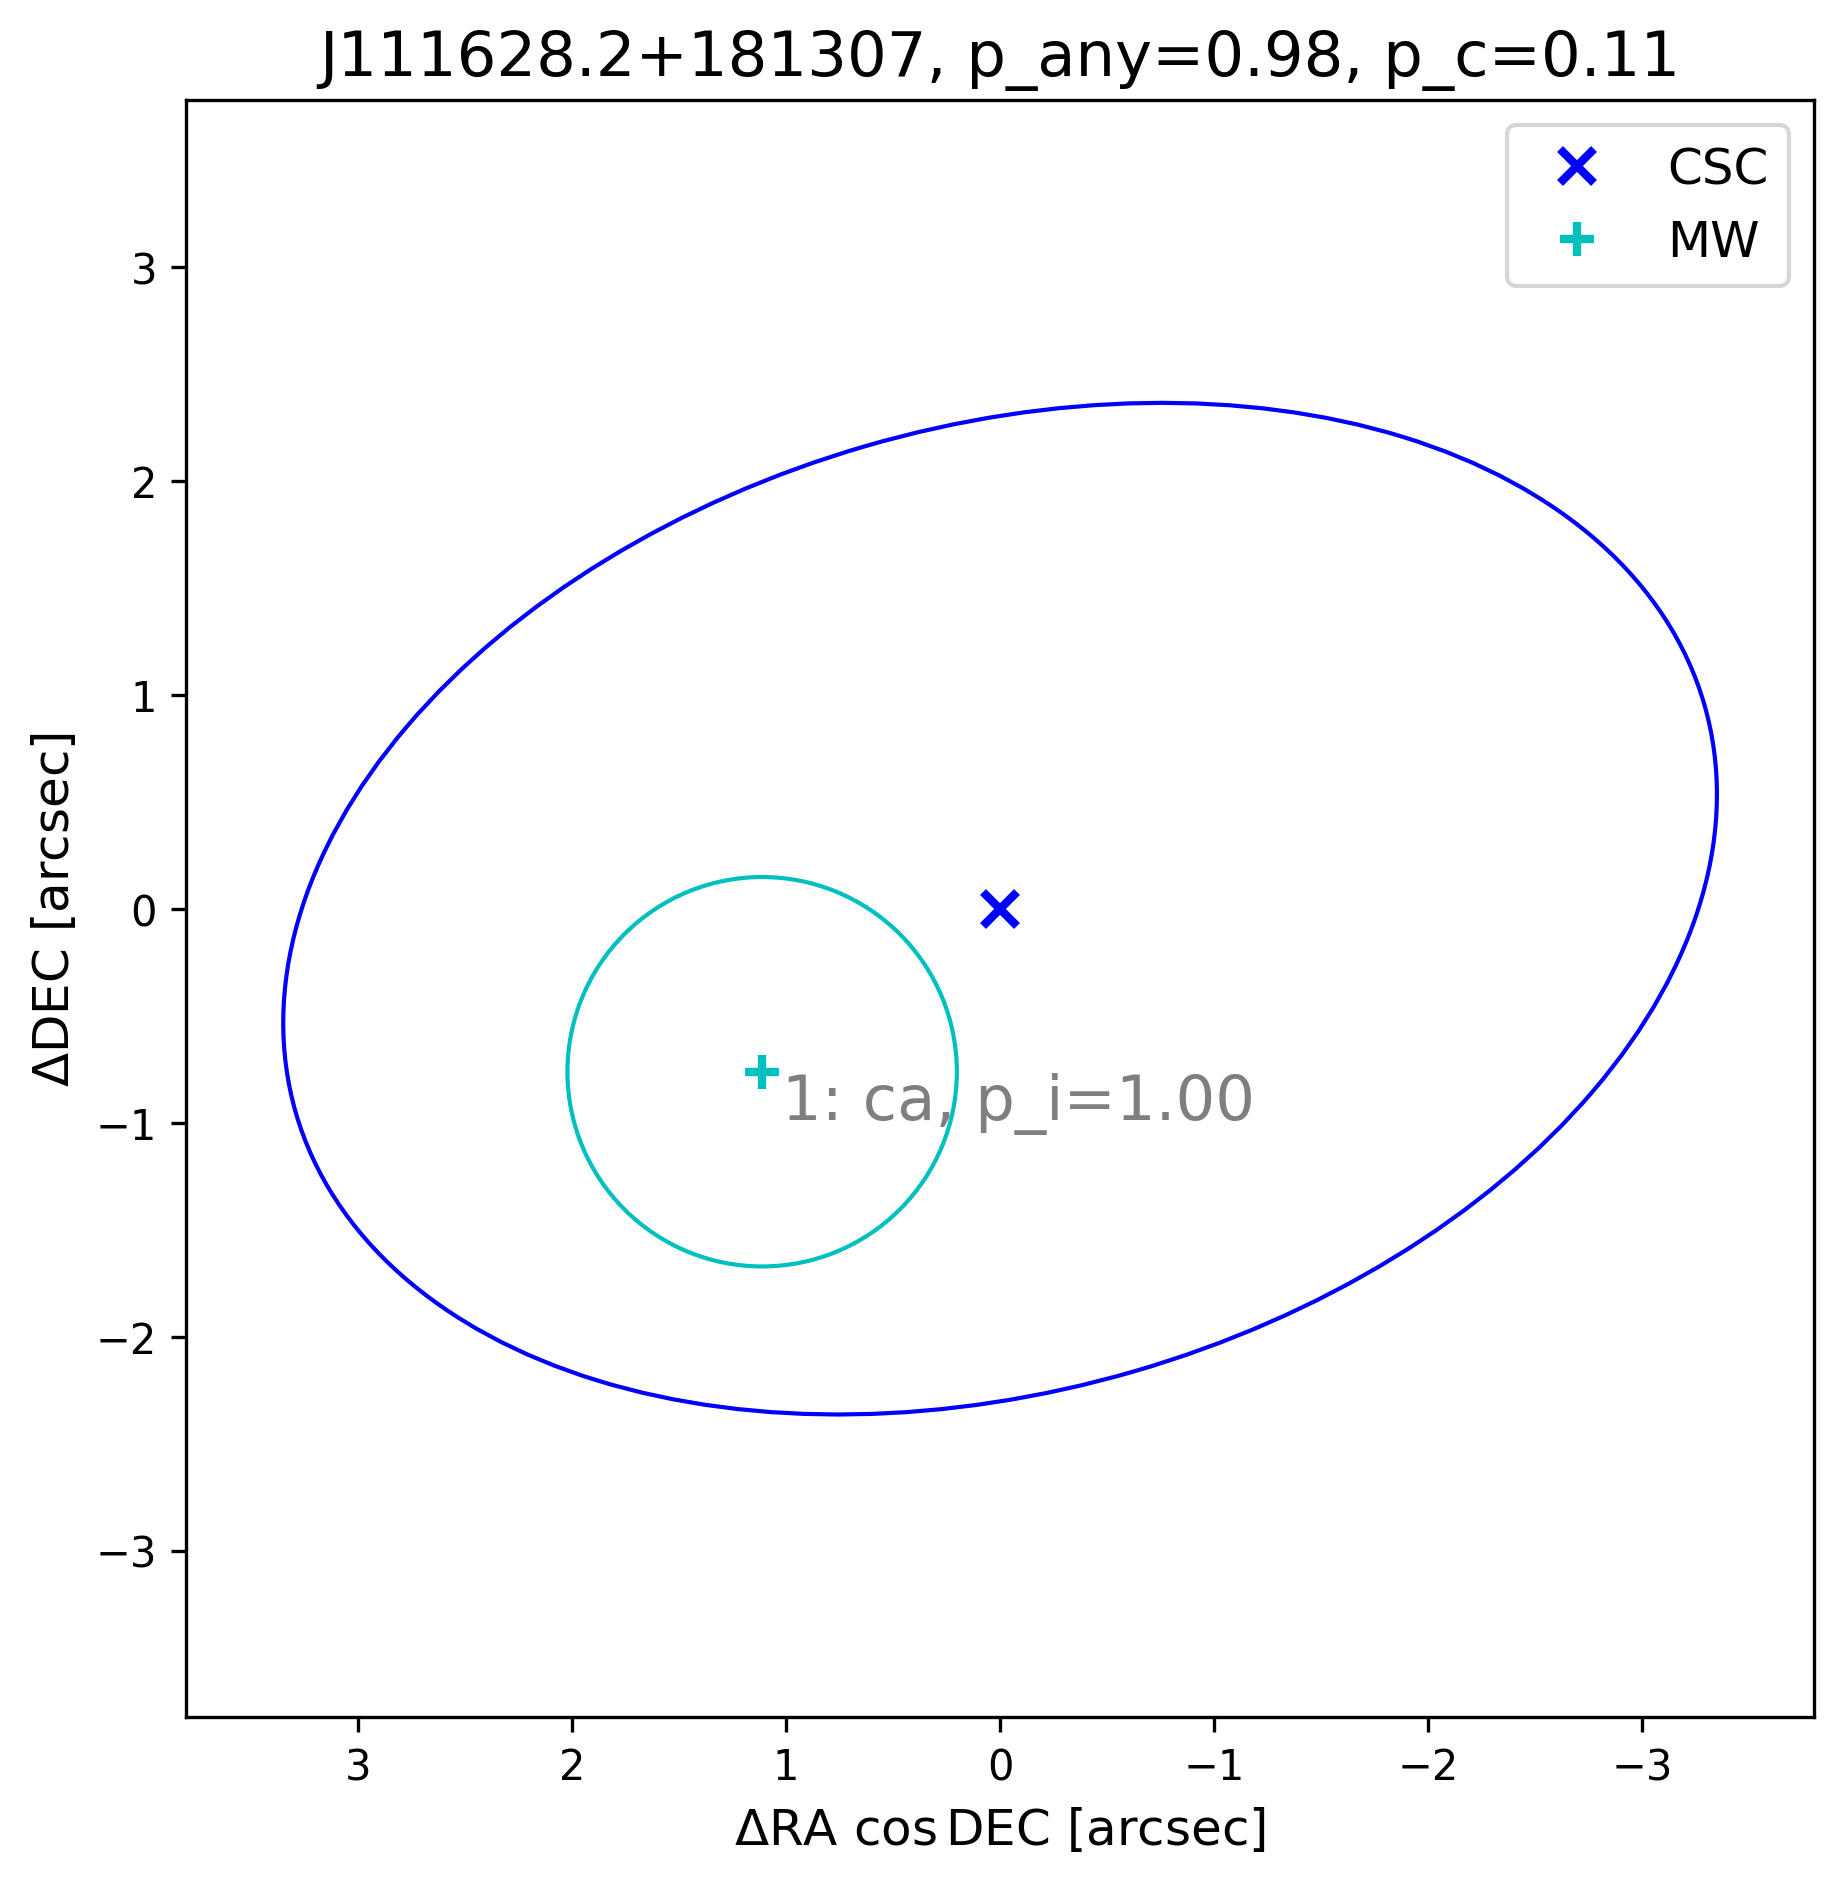 J111628.2+181307, p_any=0.98, p_c=0.11
CSC
MW
3
2
1
0
−1
−2
−3
ΔDEC [arcsec]
1: ca, p_i=1.00
3 2 1 0 −1 −2 −3
ΔRA cos DEC [arcsec]